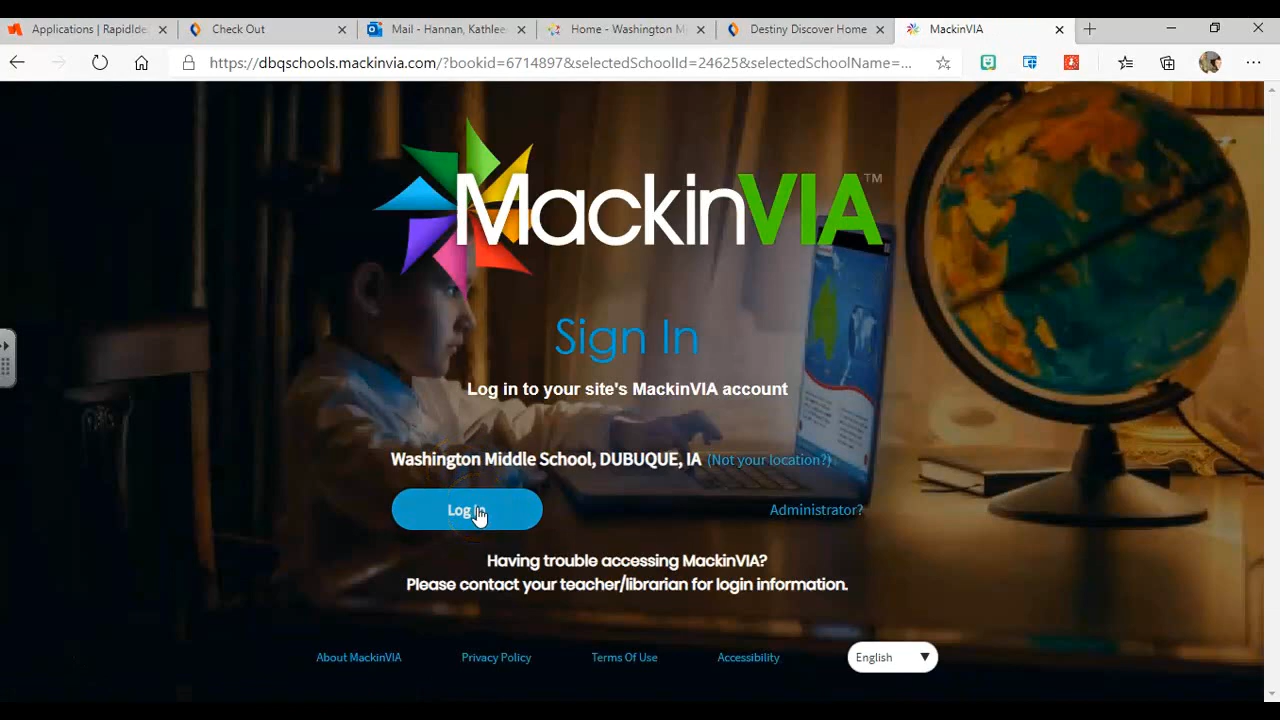 Applications | RapidIde
Check Out
Mail - Hannan, Kathlee
Home - Washington M
Destiny Discover Home
MackinVIA
https://dbqschools.mackinvia.com/?bookid=6714897&selectedSchoolId=24625&selectedSchoolName=...
MackinVIA™
Sign In
Log in to your site's MackinVIA account
Washington Middle School, DUBUQUE, IA (Not your location?)
Log In
Administrator?
Having trouble accessing MackinVIA?
Please contact your teacher/librarian for login information.
About MackinVIA
Privacy Policy
Terms Of Use
Accessibility
English